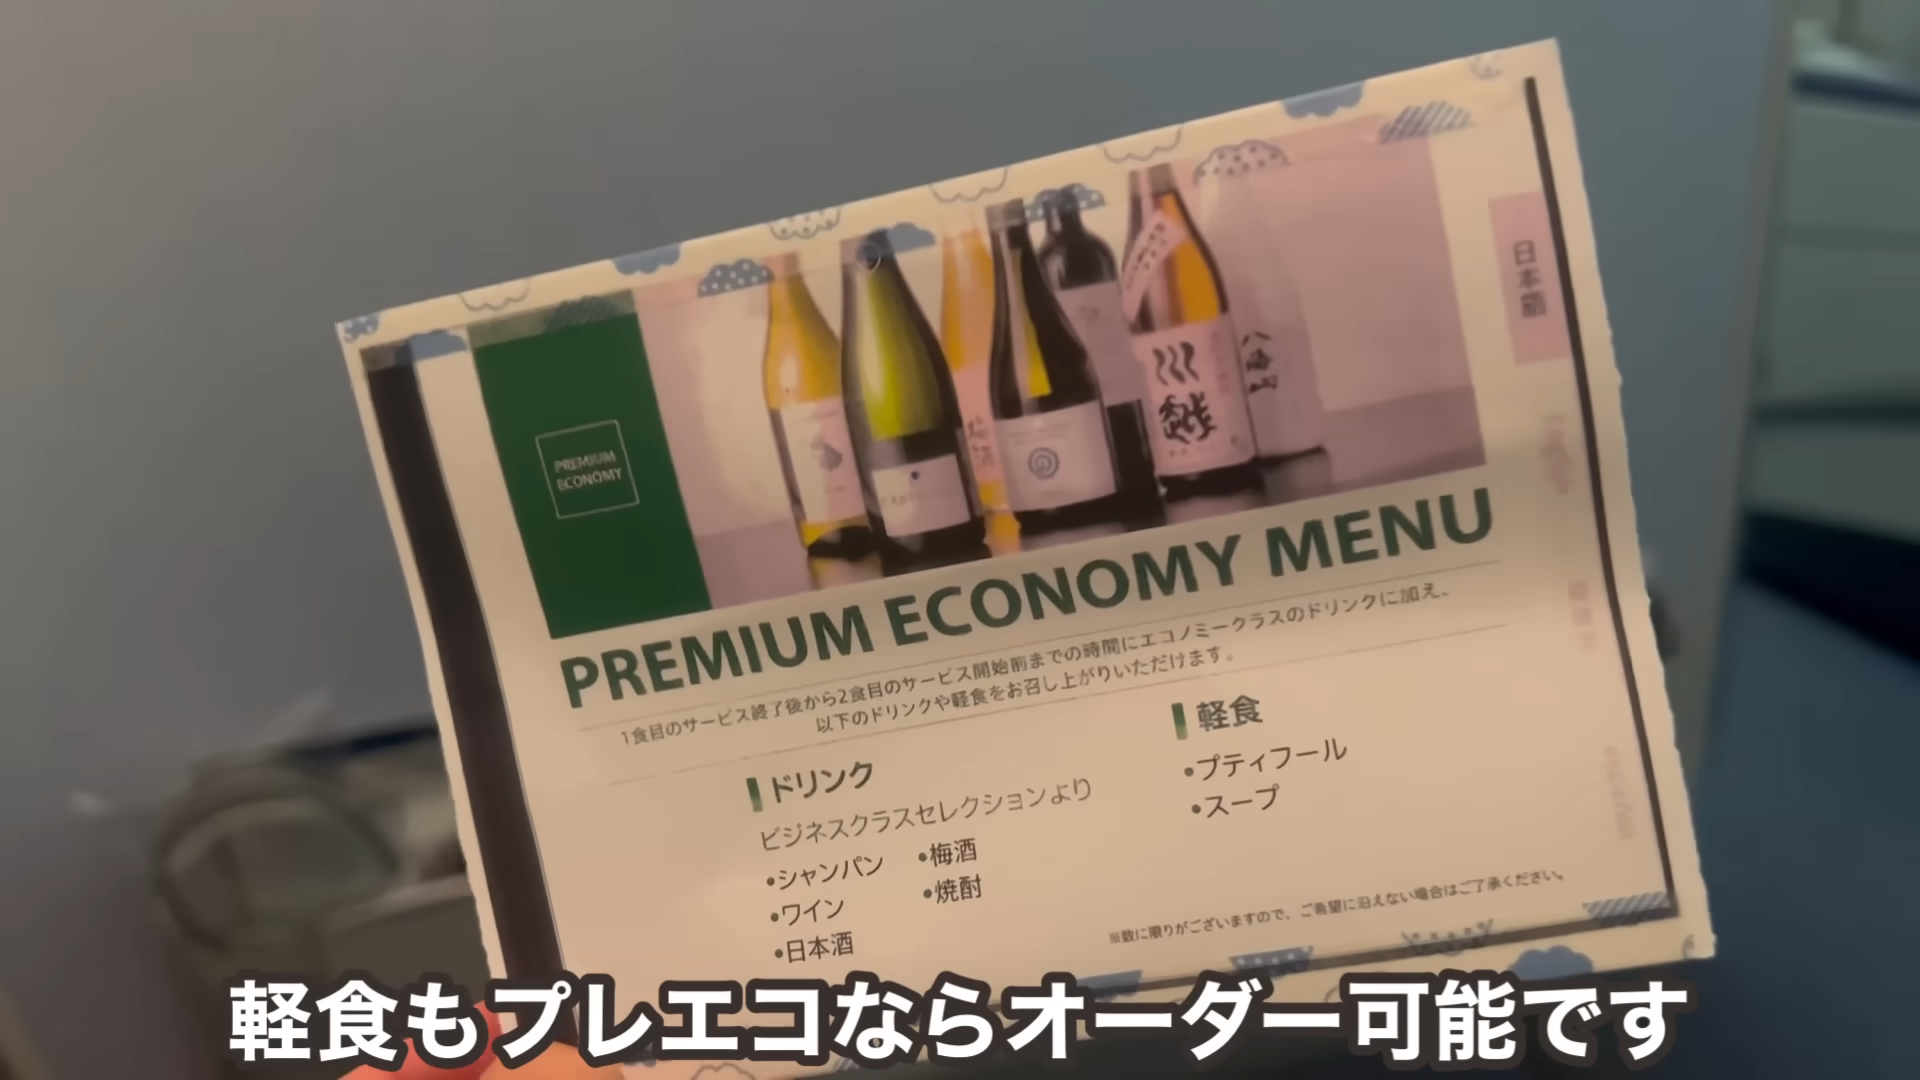 日本酒
川
八海山
PREMIUM
ECONOMY
PREMIUM ECONOMY MENU
1食目のサービス終了後から2食目のサービス開始前までの時間にエコノミークラスのドリンクに加え、
以下のドリンクや軽食をお召し上がりいただけます。
ドリンク
ビジネスクラスセレクションより
•シャンパン
•ワイン
•日本酒
•梅酒
•焼酎
軽食
•プティフール
•スープ
※数に限りがございますので、ご希望に沿えない場合はご了承ください。
軽食もプレエコならオーダー可能です